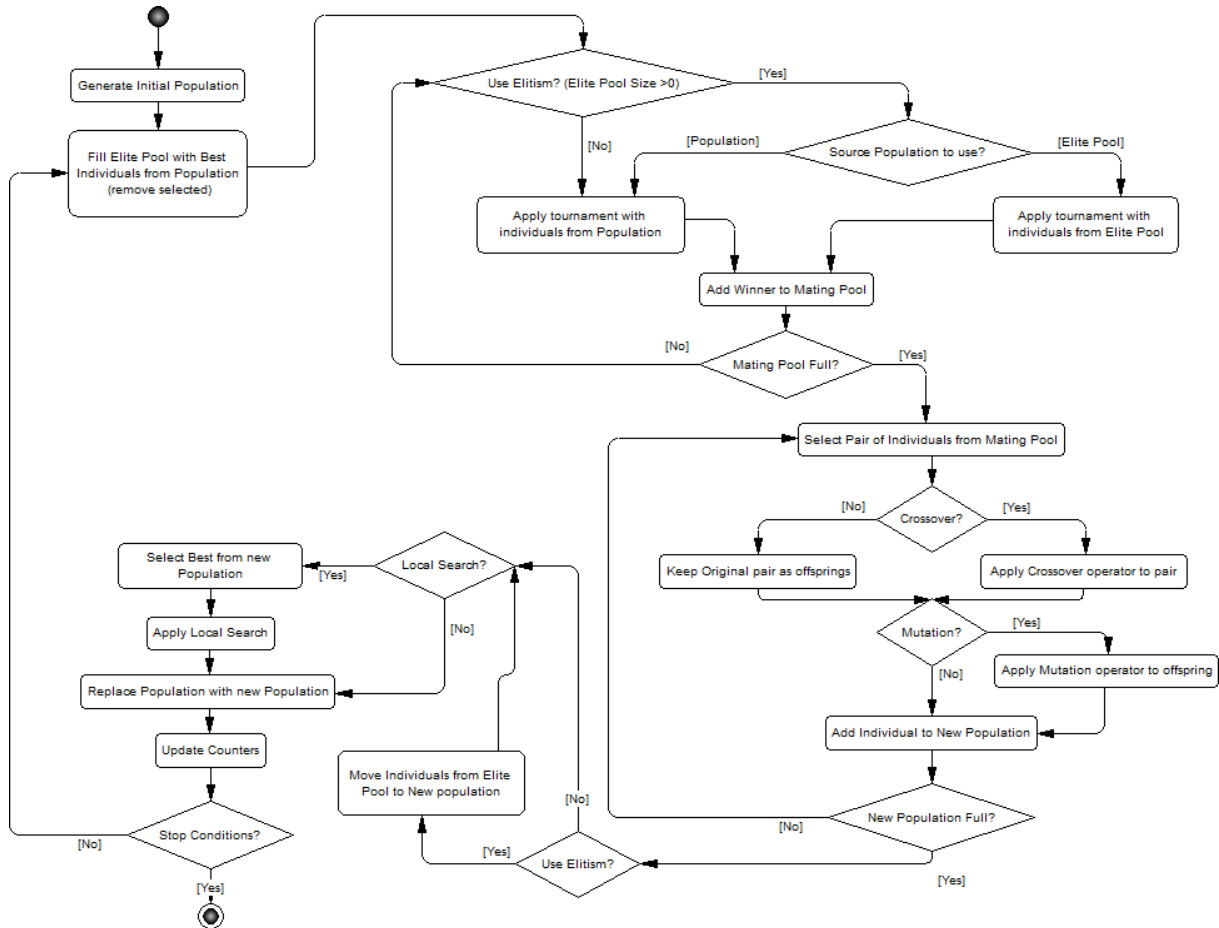 Generate Initial Population
Fill Elite Pool with Best
Individuals from Population
(remove selected)
Use Elitism? (Elite Pool Size >0)
[Yes]
[No]
[Population]
Source Population to use?
[Elite Pool]
Apply tournament with
individuals from Population
Apply tournament with
individuals from Elite Pool
Add Winner to Mating Pool
[No]
Mating Pool Full?
[Yes]
Select Pair of Individuals from Mating Pool
[No]
Crossover?
[Yes]
Keep Original pair as offsprings
Apply Crossover operator to pair
Mutation?
[Yes]
[No]
Apply Mutation operator to offspring
Add Individual to New Population
New Population Full?
[No]
[Yes]
Use Elitism?
[Yes]
[No]
Move Individuals from Elite
Pool to New population
Local Search?
[Yes]
[No]
Select Best from new
Population
Apply Local Search
Replace Population with new Population
Update Counters
Stop Conditions?
[No]
[Yes]